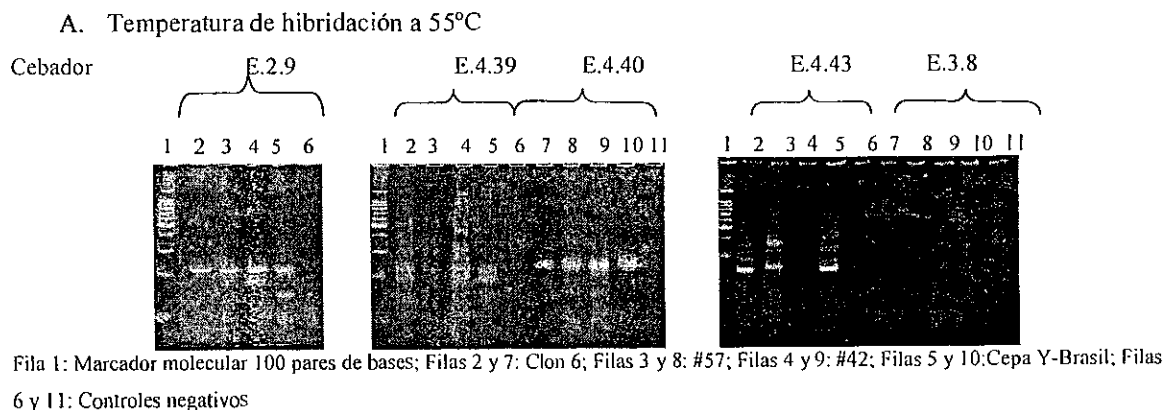 A. Temperatura de hibridación a 55ºC
Cebador E.2.9 E.4.39 E.4.40 E.4.43 E.3.8
1 2 3 4 5 6 1 2 3 4 5 6 7 8 9 10 11 1 2 3 4 5 6 7 8 9 10 11
Fila 1: Marcador molecular 100 pares de bases; Filas 2 y 7: Clon 6; Filas 3 y 8: #57; Filas 4 y 9: #42; Filas 5 y 10:Cepa Y-Brasil; Filas
6 y 11: Controles negativos